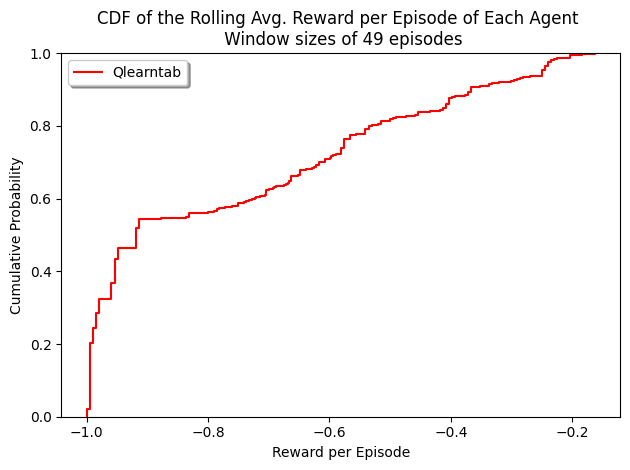 CDF of the Rolling Avg. Reward per Episode of Each Agent
Window sizes of 49 episodes
Qlearntab
Cumulative Probability
1.0
0.8
0.6
0.4
0.2
0.0
−1.0 −0.8 −0.6 −0.4 −0.2
Reward per Episode